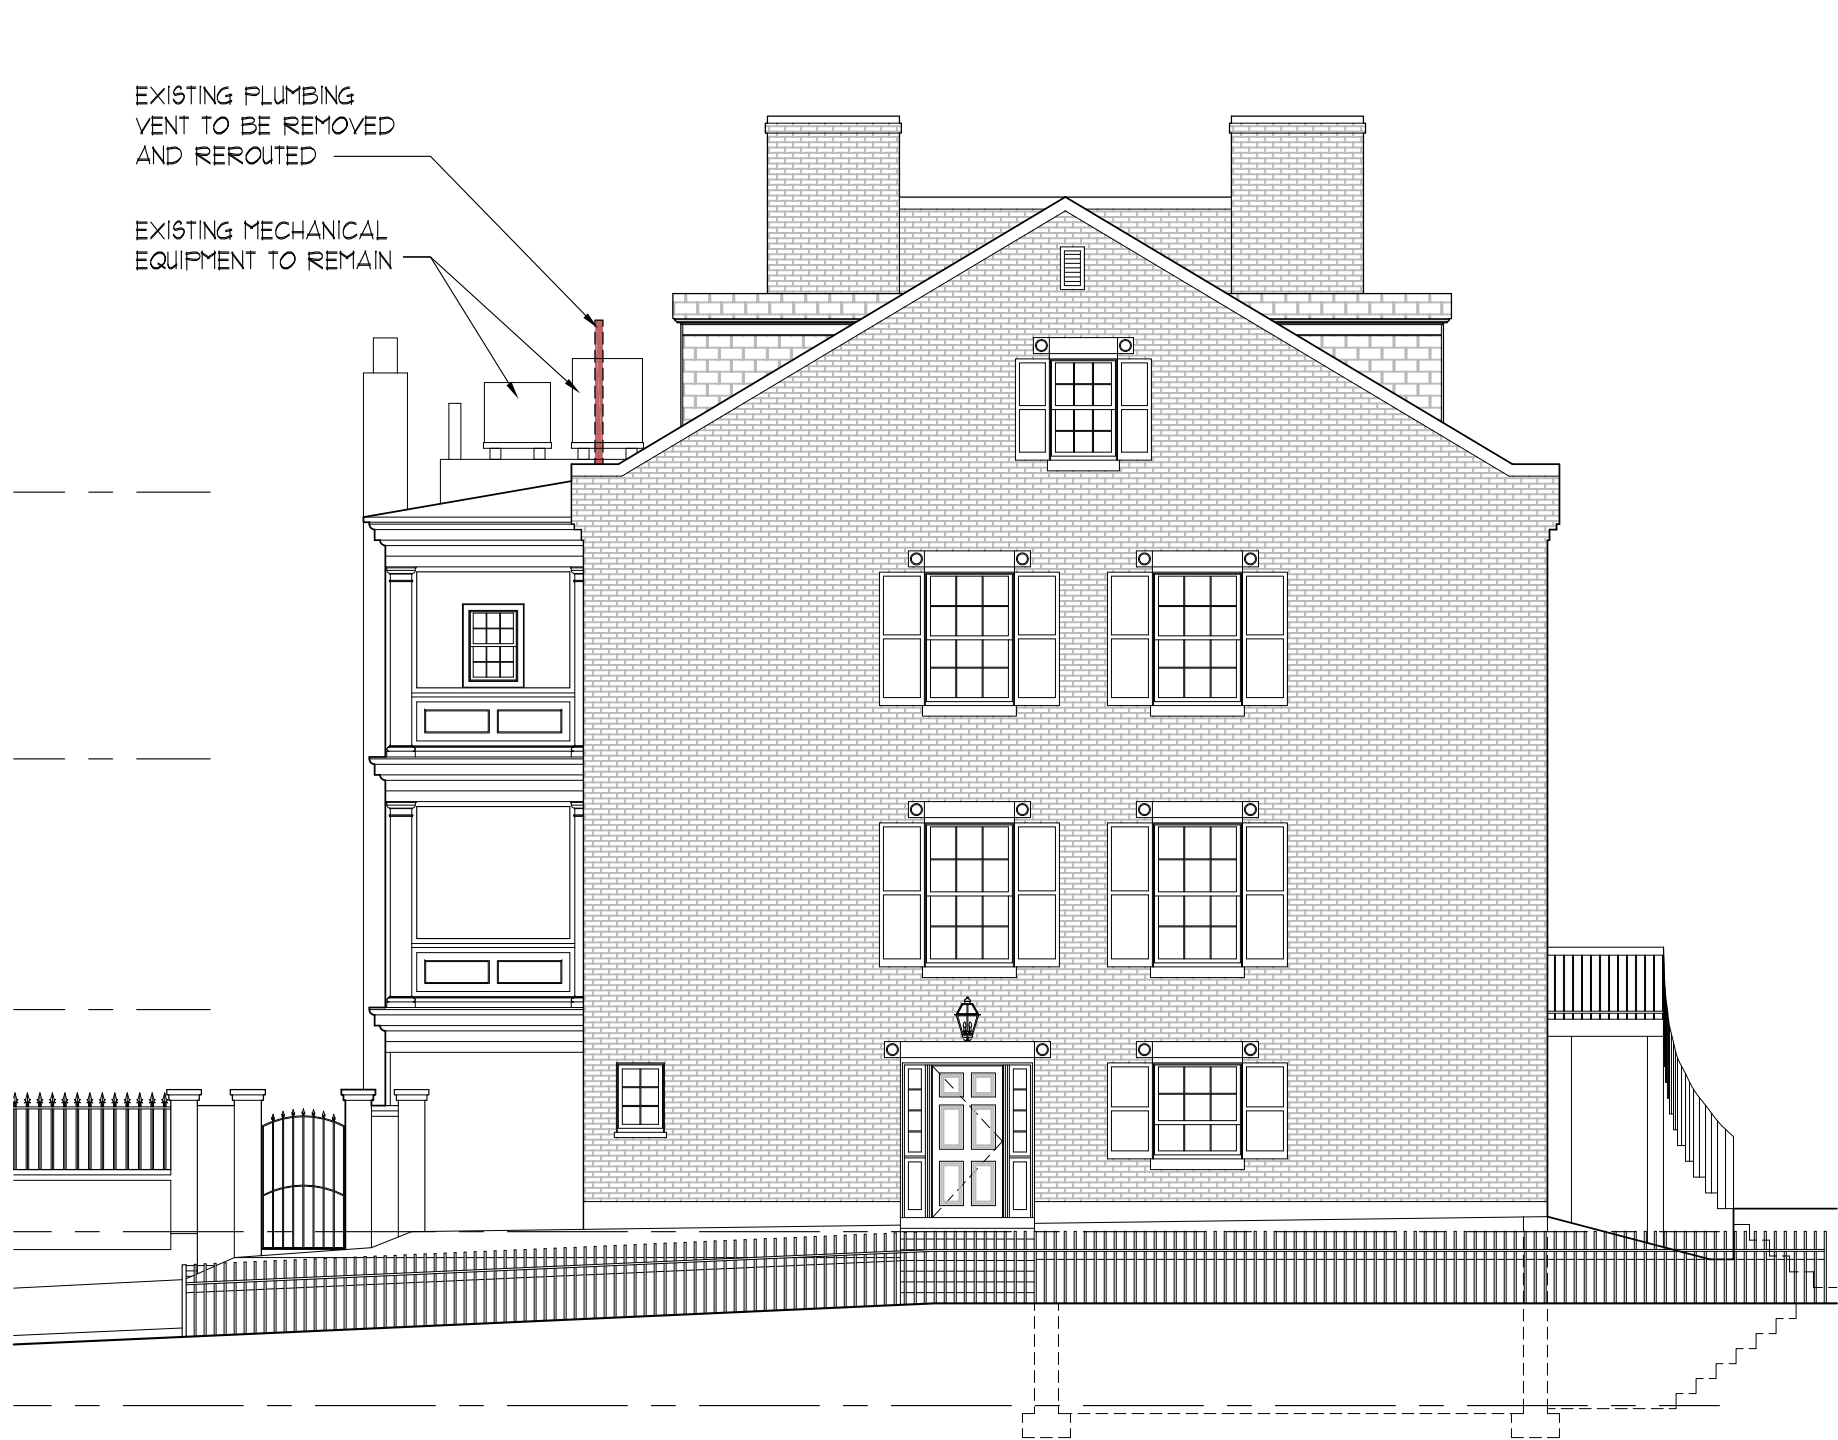 EXISTING PLUMBING
VENT TO BE REMOVED
AND REROUTED
EXISTING MECHANICAL
EQUIPMENT TO REMAIN